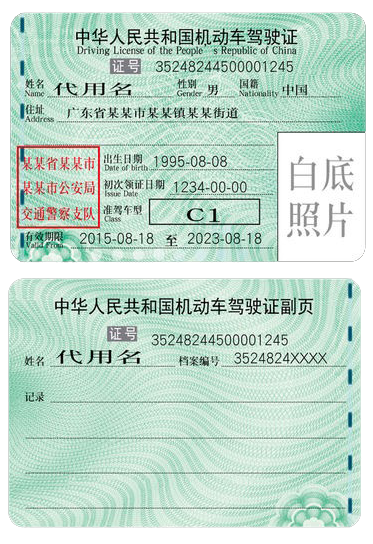 中华人民共和国机动车驾驶证
Driving License of the People's Republic of China
证号 35248244500001245
姓名 代用名 性别 男 国籍 中国
Name Gender Nationality
住址 广东省某某市某某镇某某街道
Address
某某省某某市
某某市公安局
交通警察支队
出生日期 1995-08-08
Date of birth
初次领证日期 1234-00-00
Issue Date
准驾车型 C1
Class
有效期限 2015-08-18 至 2023-08-18
Valid From
白底
照片
中华人民共和国机动车驾驶证副页
证号 35248244500001245
姓名 代用名 档案编号 3524824XXXX
记录